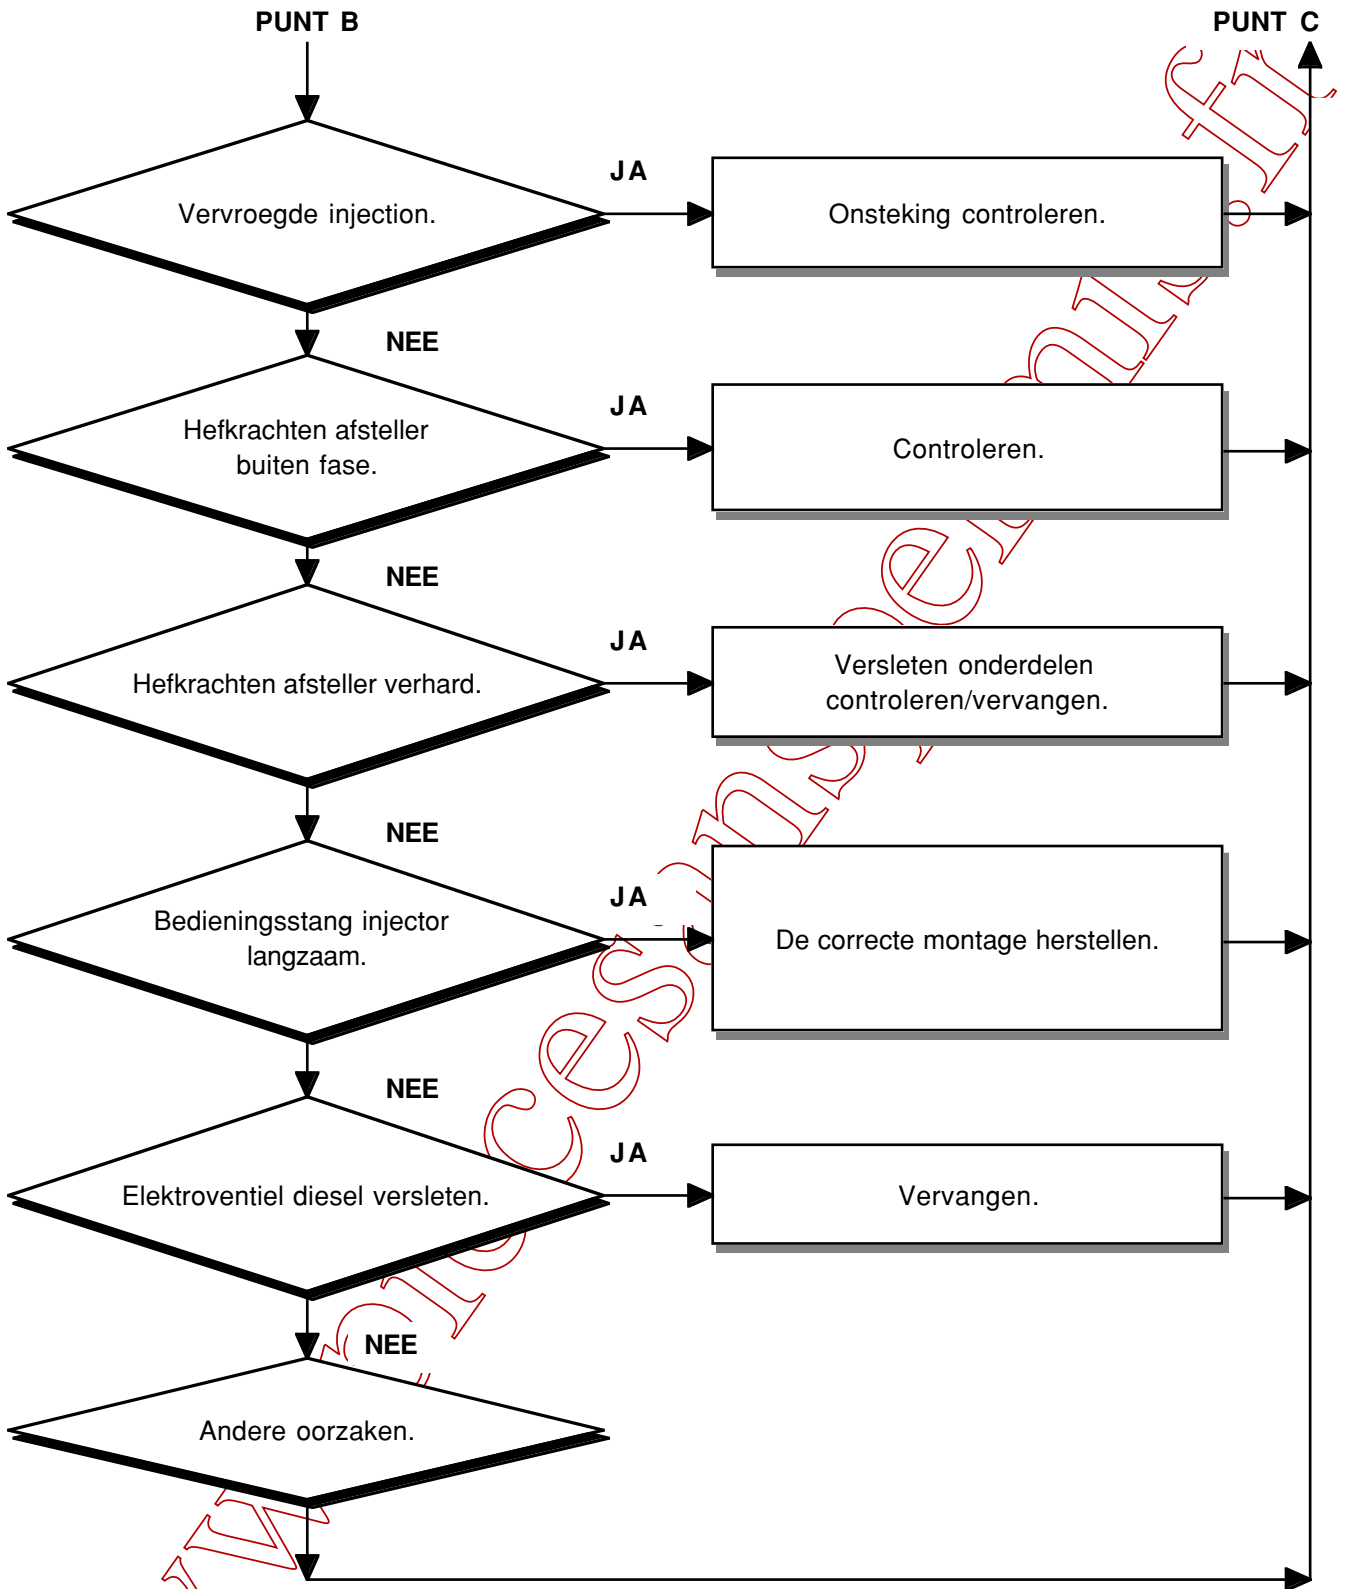 PUNT B
PUNT C
JA
Vervroegde injection.
Onsteking controleren.
NEE
JA
Hefkrachten afsteller
buiten fase.
Controleren.
NEE
JA
Hefkrachten afsteller verhard.
Versleten onderdelen
controleren/vervangen.
NEE
JA
Bedieningsstang injector
langzaam.
De correcte montage herstellen.
NEE
JA
Elektroventiel diesel versleten.
Vervangen.
NEE
Andere oorzaken.